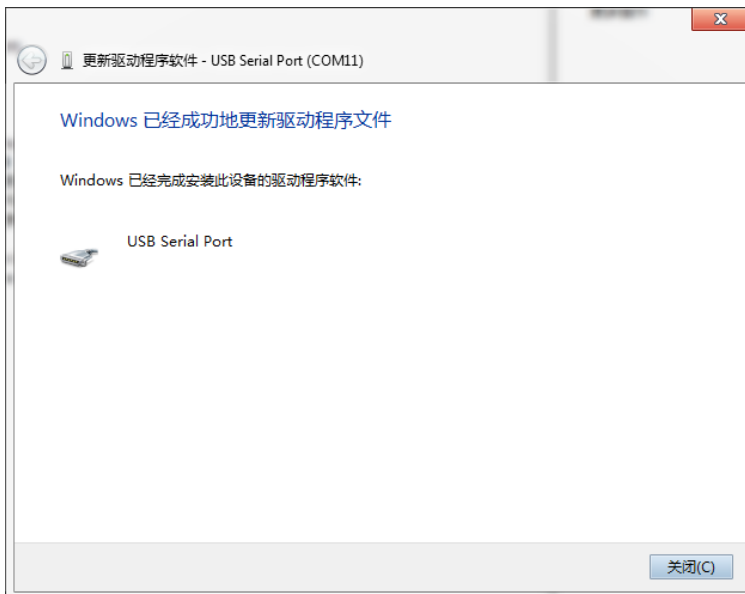 更新驱动程序软件 - USB Serial Port (COM11)
Windows 已经成功地更新驱动程序文件
Windows 已经完成安装此设备的驱动程序软件:
USB Serial Port
关闭(C)